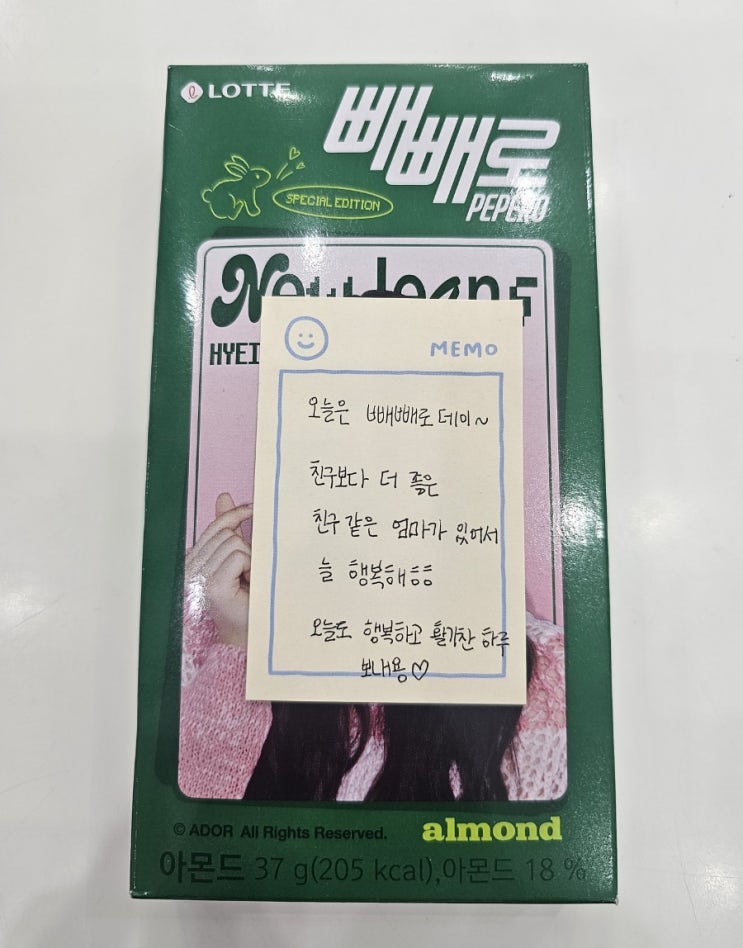 LOTTE
빼빼로
PEPERO
SPECIAL EDITION
NewJeans
MEMO
오늘은 빼빼로 데이~
친구보다 더 좋은
친구 같은 엄마가 있어서
늘 행복해ㅎㅎ
오늘도 행복하고 활기찬 하루
보내용♡
© ADOR All Rights Reserved.
almond
아몬드 37 g(205 kcal),아몬드 18 %